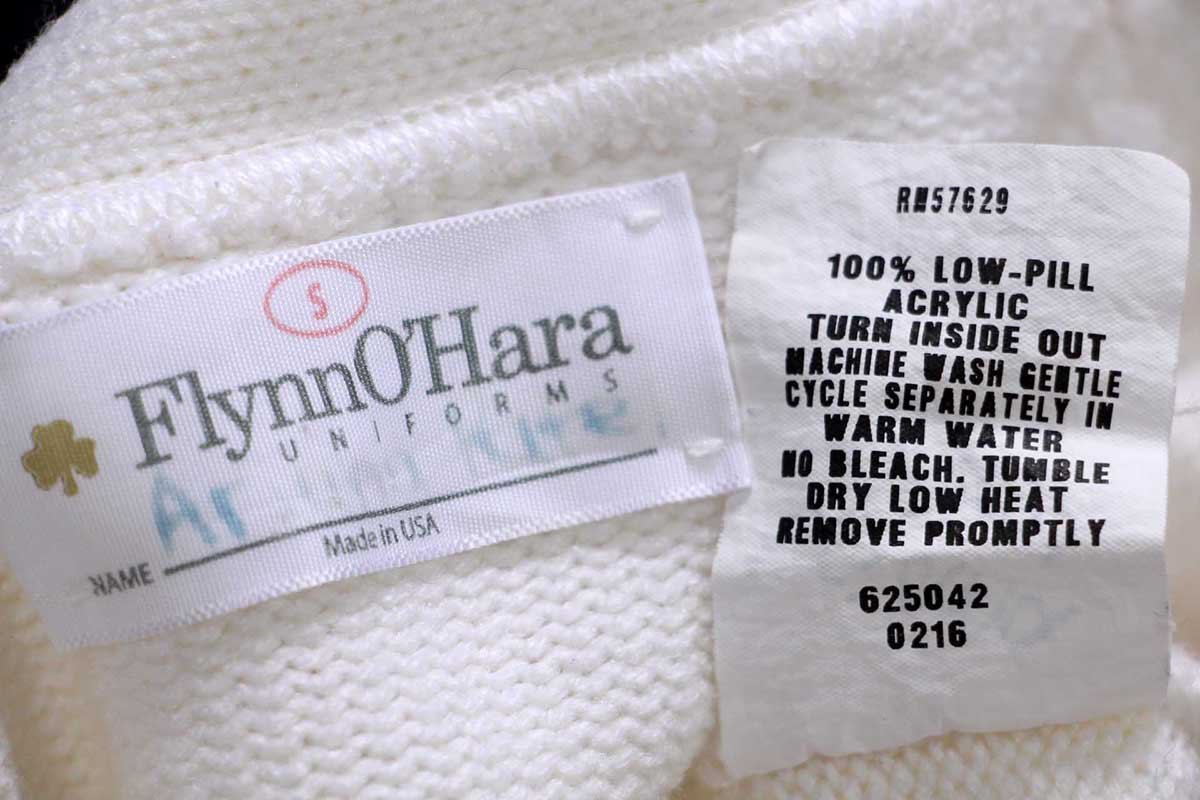 S
FlynnO'Hara
UNIFORMS
NAME
Made in USA
RN57629
100% LOW-PILL
ACRYLIC
TURN INSIDE OUT
MACHINE WASH GENTLE
CYCLE SEPARATELY IN
WARM WATER
NO BLEACH. TUMBLE
DRY LOW HEAT
REMOVE PROMPTLY
625042
0216